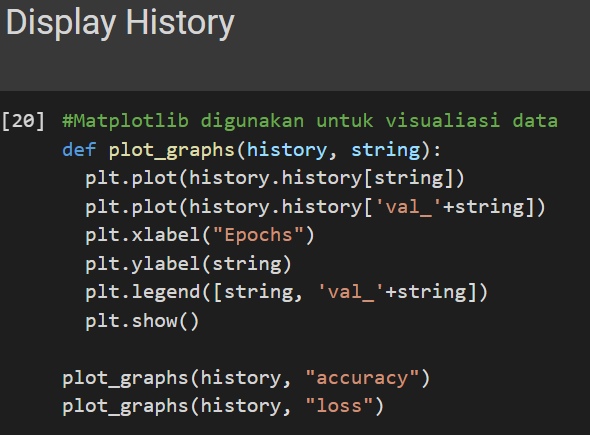 Display History
[20] #Matplotlib digunakan untuk visualiasi data
def plot_graphs(history, string):
  plt.plot(history.history[string])
  plt.plot(history.history['val_'+string])
  plt.xlabel("Epochs")
  plt.ylabel(string)
  plt.legend([string, 'val_'+string])
  plt.show()
plot_graphs(history, "accuracy")
plot_graphs(history, "loss")